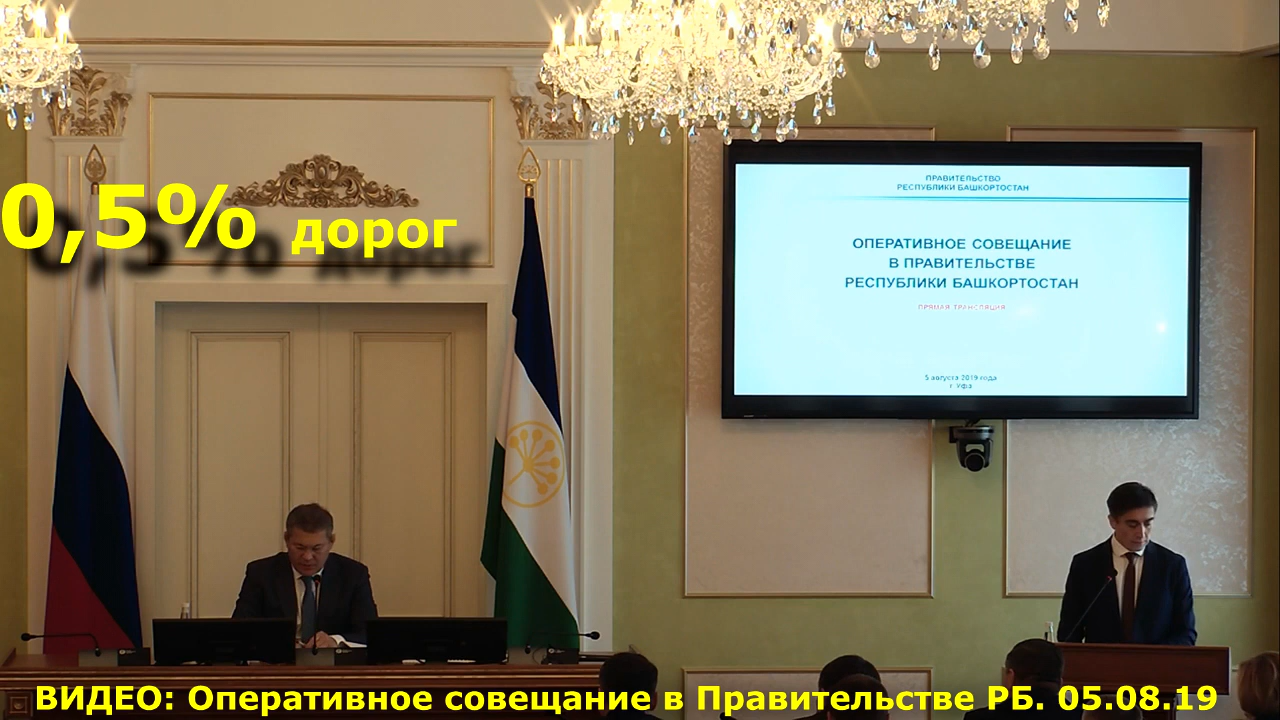 ПРАВИТЕЛЬСТВО
РЕСПУБЛИКИ БАШКОРТОСТАН
ОПЕРАТИВНОЕ СОВЕЩАНИЕ
В ПРАВИТЕЛЬСТВЕ
РЕСПУБЛИКИ БАШКОРТОСТАН
ПРЯМАЯ ТРАНСЛЯЦИЯ
5 августа 2019 года
г. Уфа
0,5% дорог
ВИДЕО: Оперативное совещание в Правительстве РБ. 05.08.19